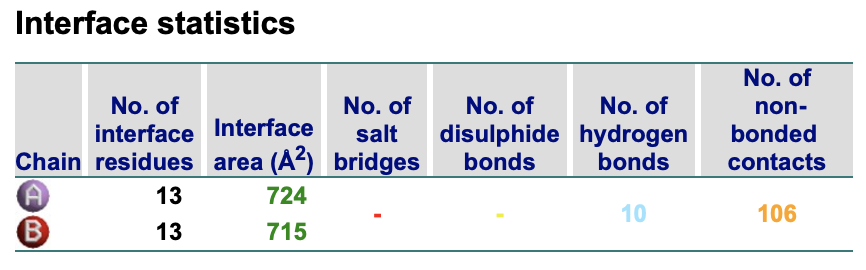 Interface statistics
No. of
No. of No. of No. of No. of non-
interface Interface salt disulphide hydrogen bonded
Chain residues area (Å2) bridges bonds bonds contacts
A 13 724
- - 10 106
B 13 715